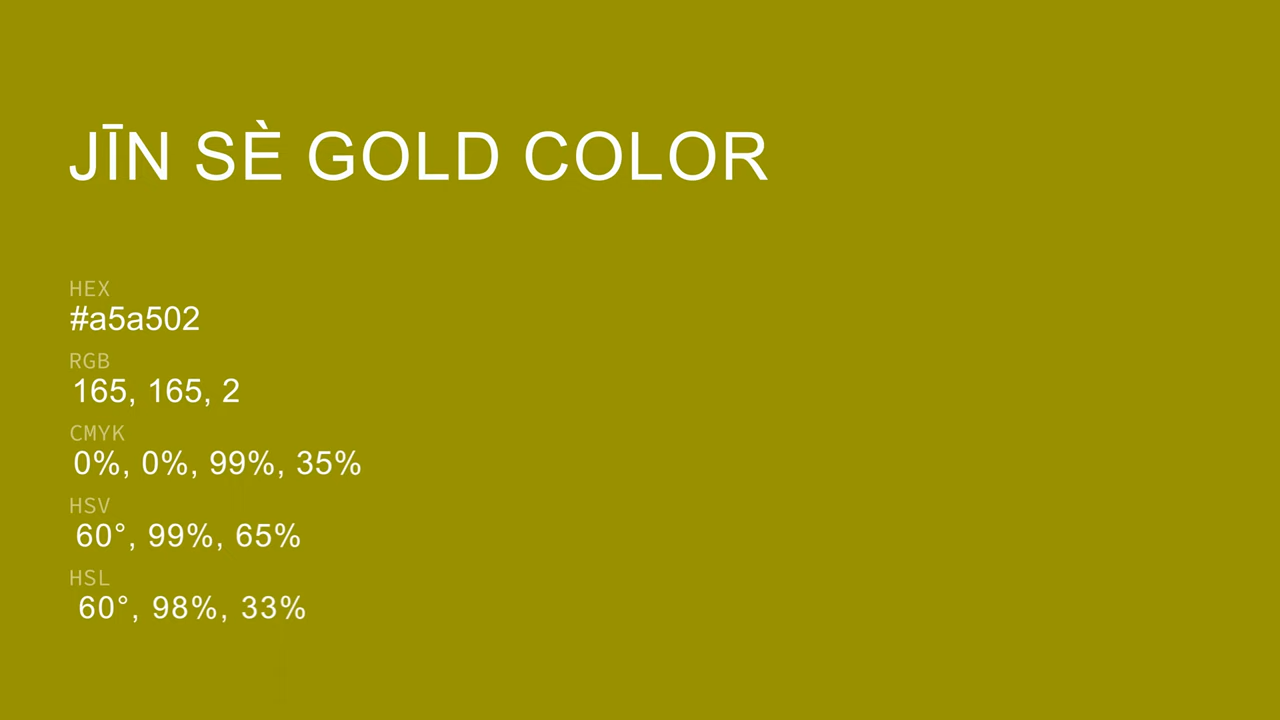 JĪN SÈ GOLD COLOR
HEX
#a5a502
RGB
165, 165, 2
CMYK
0%, 0%, 99%, 35%
HSV
60°, 99%, 65%
HSL
60°, 98%, 33%